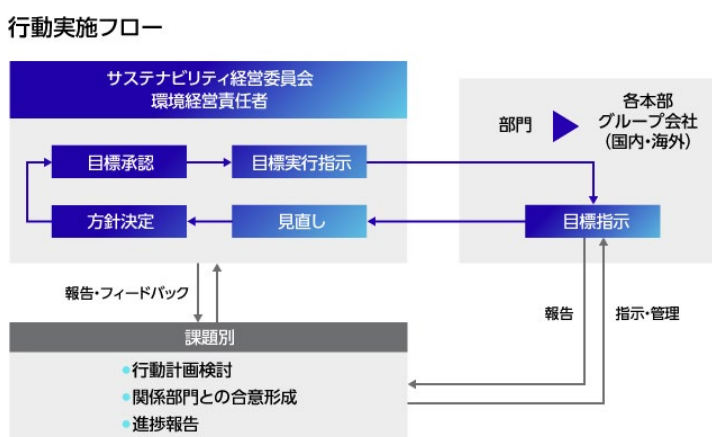 行動実施フロー
サステナビリティ経営委員会
環境経営責任者
目標承認
目標実行指示
方針決定
見直し
部門
各本部
グループ会社
(国内・海外)
目標指示
報告・フィードバック
報告
指示・管理
課題別
•行動計画検討
•関係部門との合意形成
•進捗報告